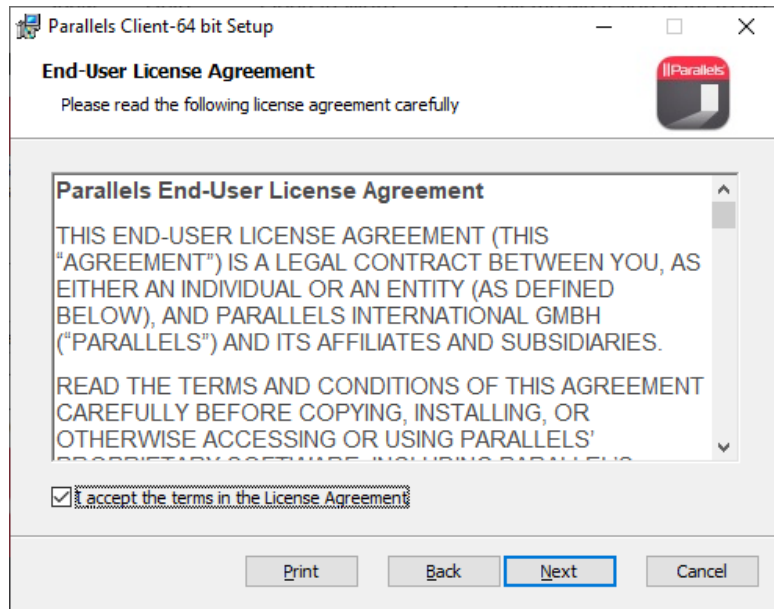 Parallels Client-64 bit Setup
End-User License Agreement
Please read the following license agreement carefully
||Parallels
Parallels End-User License Agreement
THIS END-USER LICENSE AGREEMENT (THIS
“AGREEMENT”) IS A LEGAL CONTRACT BETWEEN YOU, AS
EITHER AN INDIVIDUAL OR AN ENTITY (AS DEFINED
BELOW), AND PARALLELS INTERNATIONAL GMBH
(“PARALLELS”) AND ITS AFFILIATES AND SUBSIDIARIES.
READ THE TERMS AND CONDITIONS OF THIS AGREEMENT
CAREFULLY BEFORE COPYING, INSTALLING, OR
OTHERWISE ACCESSING OR USING PARALLELS’
PROPRIETARY SOFTWARE, INCLUDING PARALLEL'S
I accept the terms in the License Agreement
Print
Back
Next
Cancel